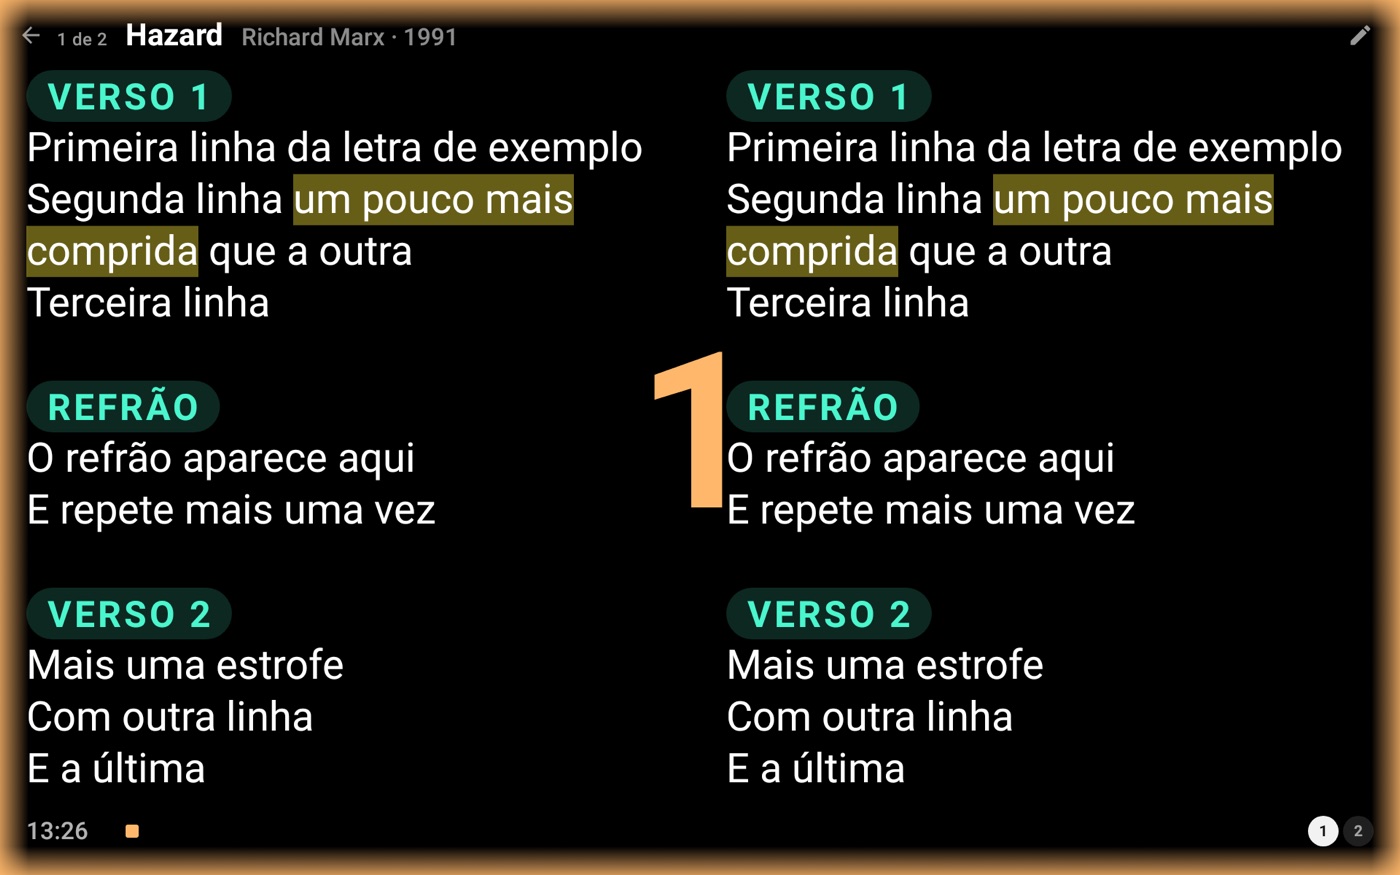 1 de 2 Hazard Richard Marx · 1991
VERSO 1
Primeira linha da letra de exemplo
Segunda linha um pouco mais
comprida que a outra
Terceira linha
REFRÃO
O refrão aparece aqui
E repete mais uma vez
VERSO 2
Mais uma estrofe
Com outra linha
E a última
1
VERSO 1
Primeira linha da letra de exemplo
Segunda linha um pouco mais
comprida que a outra
Terceira linha
REFRÃO
O refrão aparece aqui
E repete mais uma vez
VERSO 2
Mais uma estrofe
Com outra linha
E a última
13:26
1 2